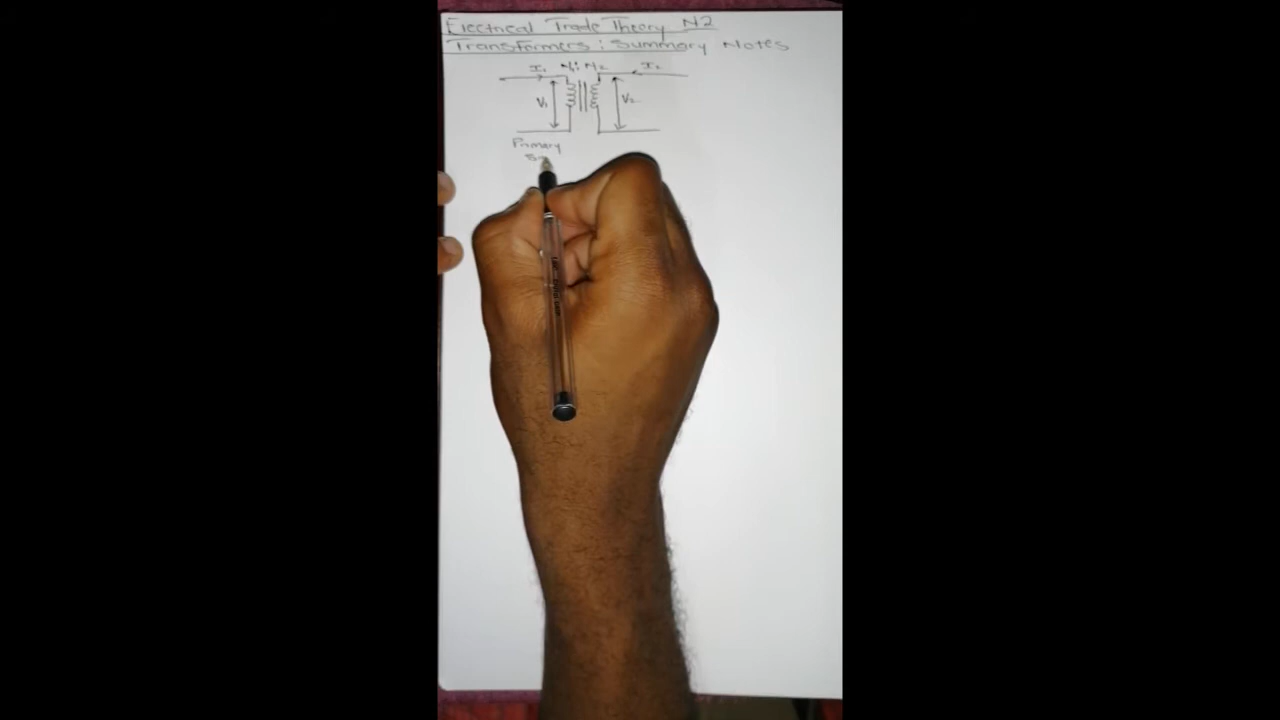 Electrical Trade Theory N2
Transformers: Summary Notes
I₁ N₁: N₂ I₂
V₁ V₂
Primary